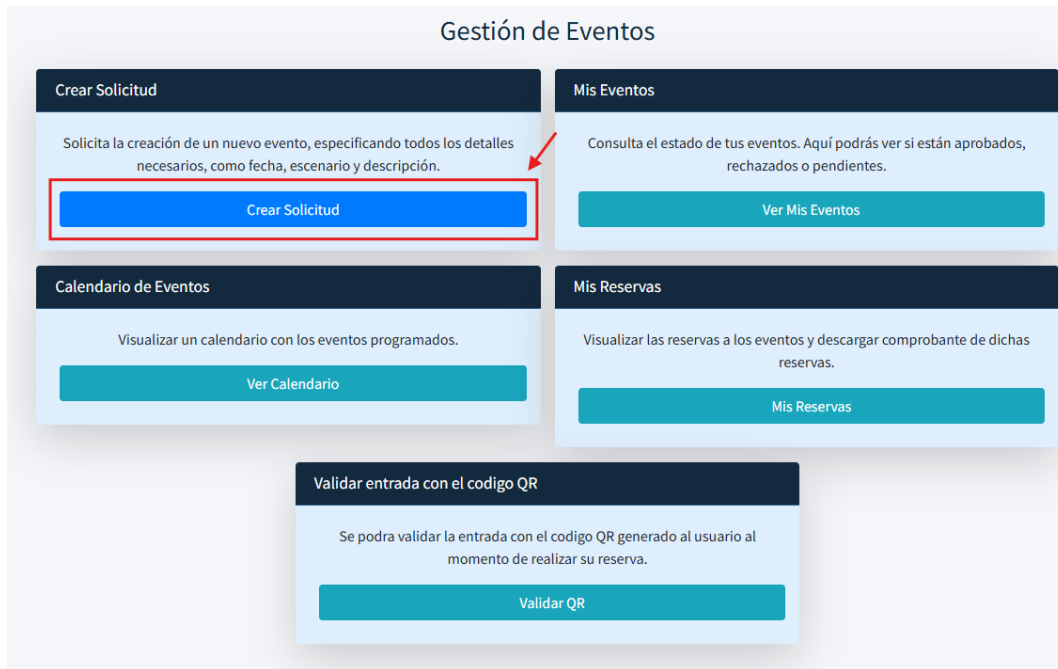 Gestión de Eventos
Crear Solicitud
Solicita la creación de un nuevo evento, especificando todos los detalles
necesarios, como fecha, escenario y descripción.
Crear Solicitud
Mis Eventos
Consulta el estado de tus eventos. Aquí podrás ver si están aprobados,
rechazados o pendientes.
Ver Mis Eventos
Calendario de Eventos
Visualizar un calendario con los eventos programados.
Ver Calendario
Mis Reservas
Visualizar las reservas a los eventos y descargar comprobante de dichas
reservas.
Mis Reservas
Validar entrada con el codigo QR
Se podra validar la entrada con el codigo QR generado al usuario al
momento de realizar su reserva.
Validar QR